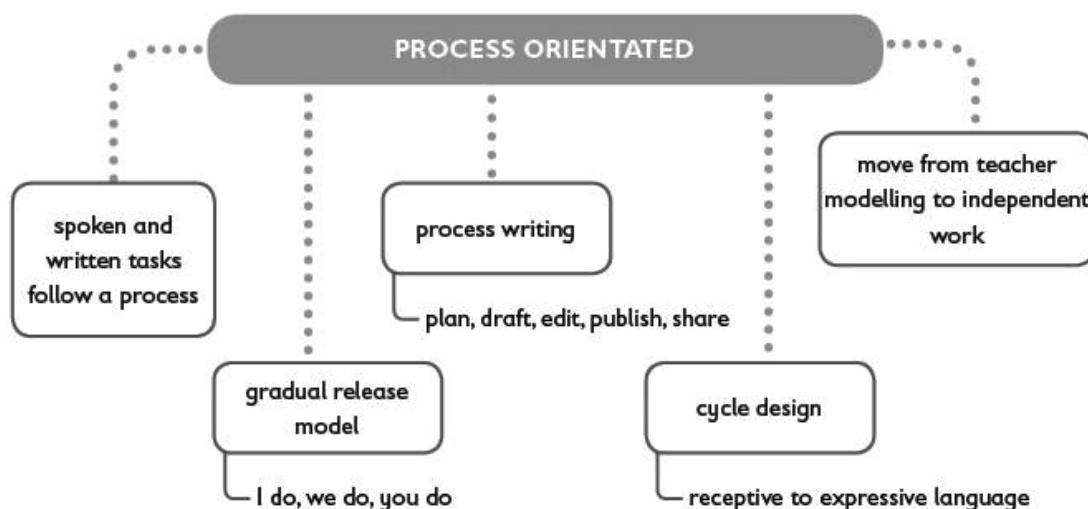 PROCESS ORIENTATED
spoken and
written tasks
follow a process
gradual release
model
I do, we do, you do
process writing
plan, draft, edit, publish, share
cycle design
receptive to expressive language
move from teacher
modelling to independent
work